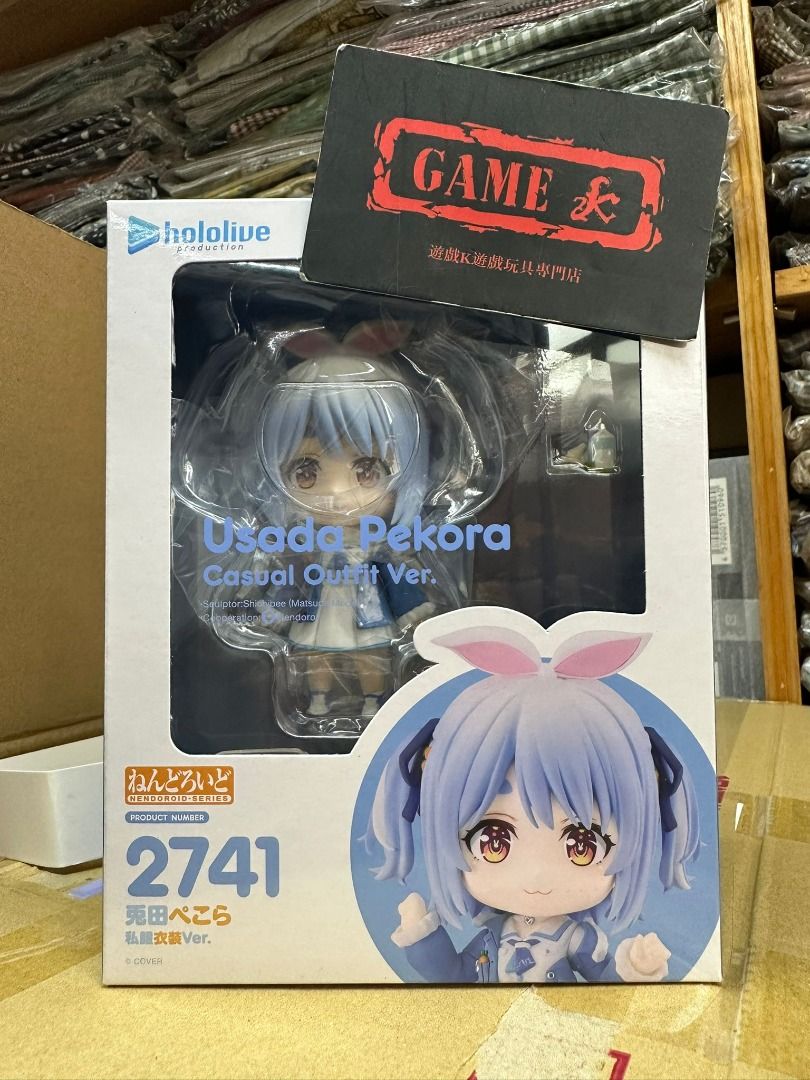 GAME K
遊戲K遊戲玩具專門店
hololive
production
Usada Pekora
Casual Outfit Ver.
ねんどろいど
NENDOROID-SERIES
PRODUCT NUMBER
2741
兎田ぺこら
私服衣装Ver.
© COVER